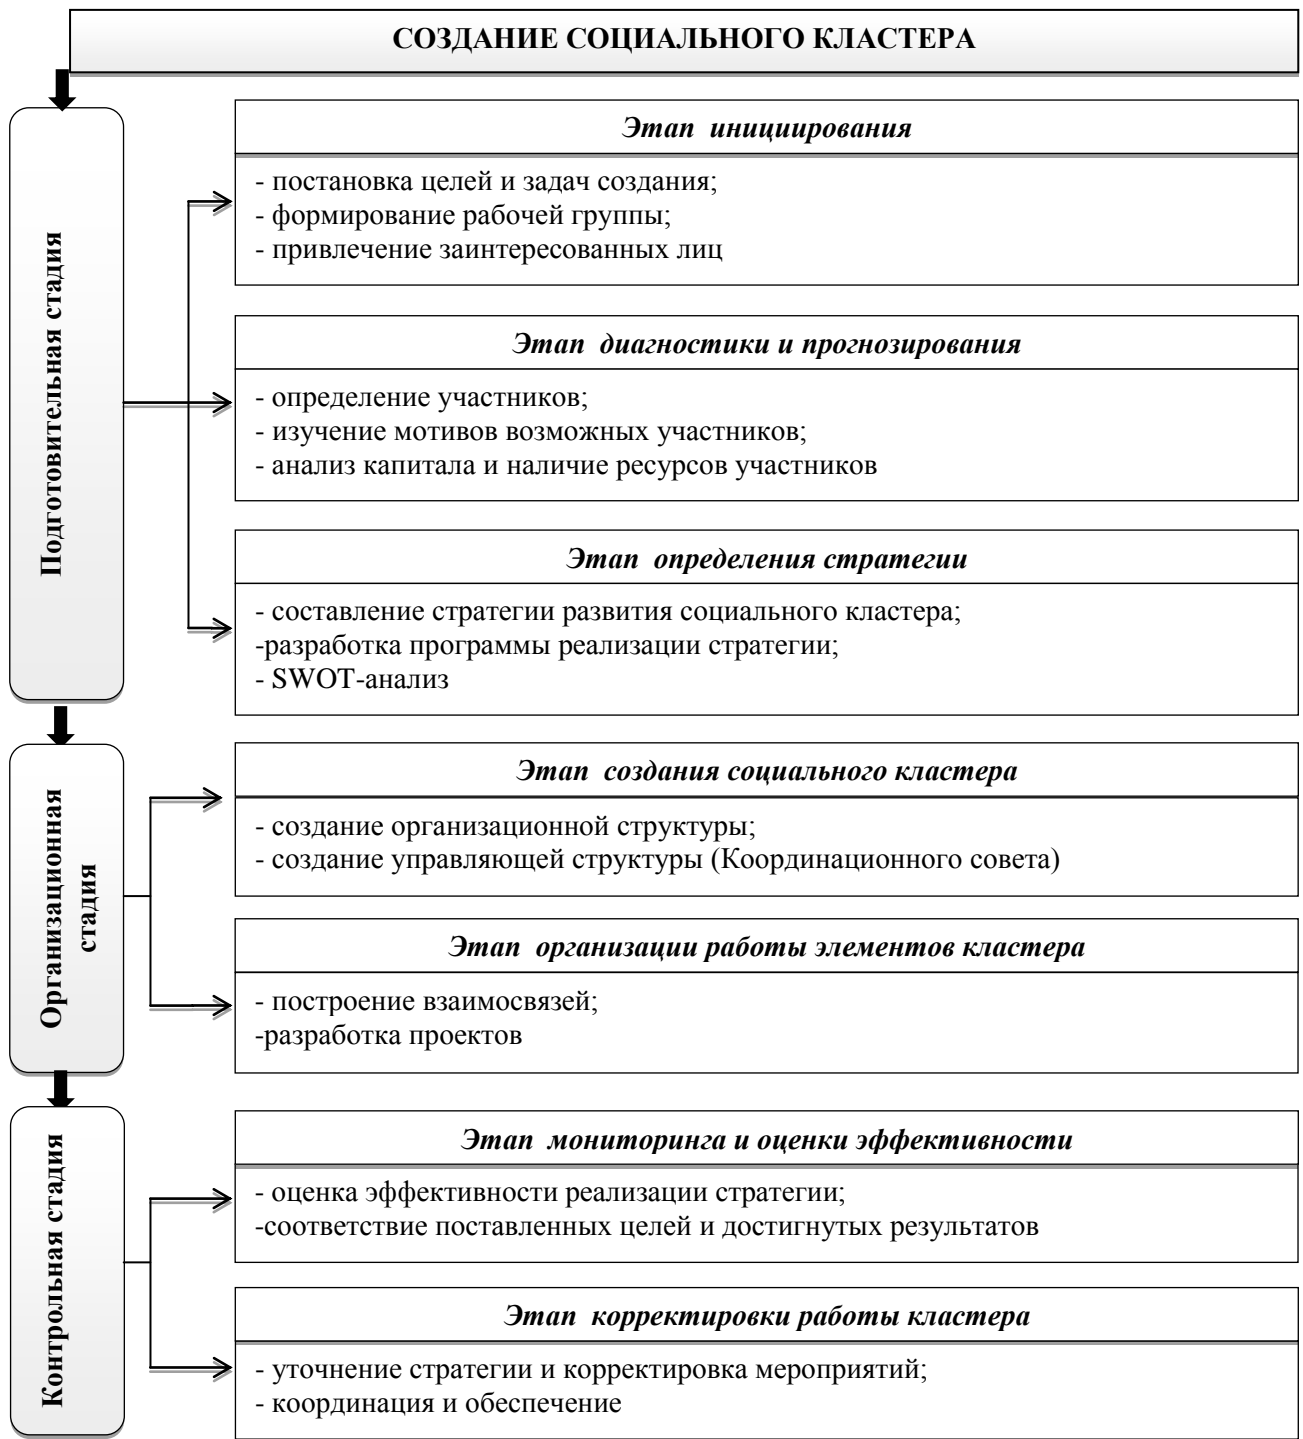 СОЗДАНИЕ СОЦИАЛЬНОГО КЛАСТЕРА
Подготовительная стадия
Этап инициирования
- постановка целей и задач создания;
- формирование рабочей группы;
- привлечение заинтересованных лиц
Этап диагностики и прогнозирования
- определение участников;
- изучение мотивов возможных участников;
- анализ капитала и наличие ресурсов участников
Этап определения стратегии
- составление стратегии развития социального кластера;
-разработка программы реализации стратегии;
- SWOT-анализ
Организационная
стадия
Этап создания социального кластера
- создание организационной структуры;
- создание управляющей структуры (Координационного совета)
Этап организации работы элементов кластера
- построение взаимосвязей;
-разработка проектов
Контрольная стадия
Этап мониторинга и оценки эффективности
- оценка эффективности реализации стратегии;
-соответствие поставленных целей и достигнутых результатов
Этап корректировки работы кластера
- уточнение стратегии и корректировка мероприятий;
- координация и обеспечение